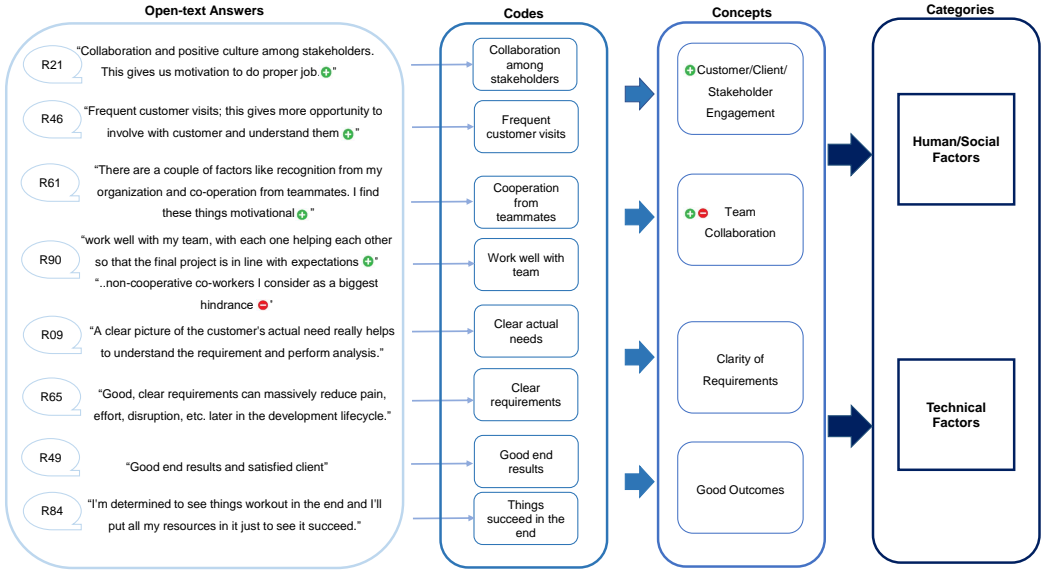 Open-text Answers
Codes
Concepts
Categories
R21
“Collaboration and positive culture among stakeholders.
This gives us motivation to do proper job.”
Collaboration
among
stakeholders
Customer/Client/
Stakeholder
Engagement
R46
“Frequent customer visits; this gives more opportunity to
involve with customer and understand them ”
Frequent
customer visits
Human/Social
Factors
R61
“There are a couple of factors like recognition from my
organization and co-operation from teammates. I find
these things motivational ”
Cooperation
from
teammates
Team
Collaboration
R90
“work well with my team, with each one helping each other
so that the final project is in line with expectations ”
“..non-cooperative co-workers I consider as a biggest
hindrance ”
Work well with
team
R09
“A clear picture of the customer’s actual need really helps
to understand the requirement and perform analysis.”
Clear actual
needs
Clarity of
Requirements
R65
“Good, clear requirements can massively reduce pain,
effort, disruption, etc. later in the development lifecycle.”
Clear
requirements
Technical
Factors
R49
“Good end results and satisfied client”
Good end
results
Good Outcomes
R84
“I’m determined to see things workout in the end and I’ll
put all my resources in it just to see it succeed.”
Things
succeed in the
end